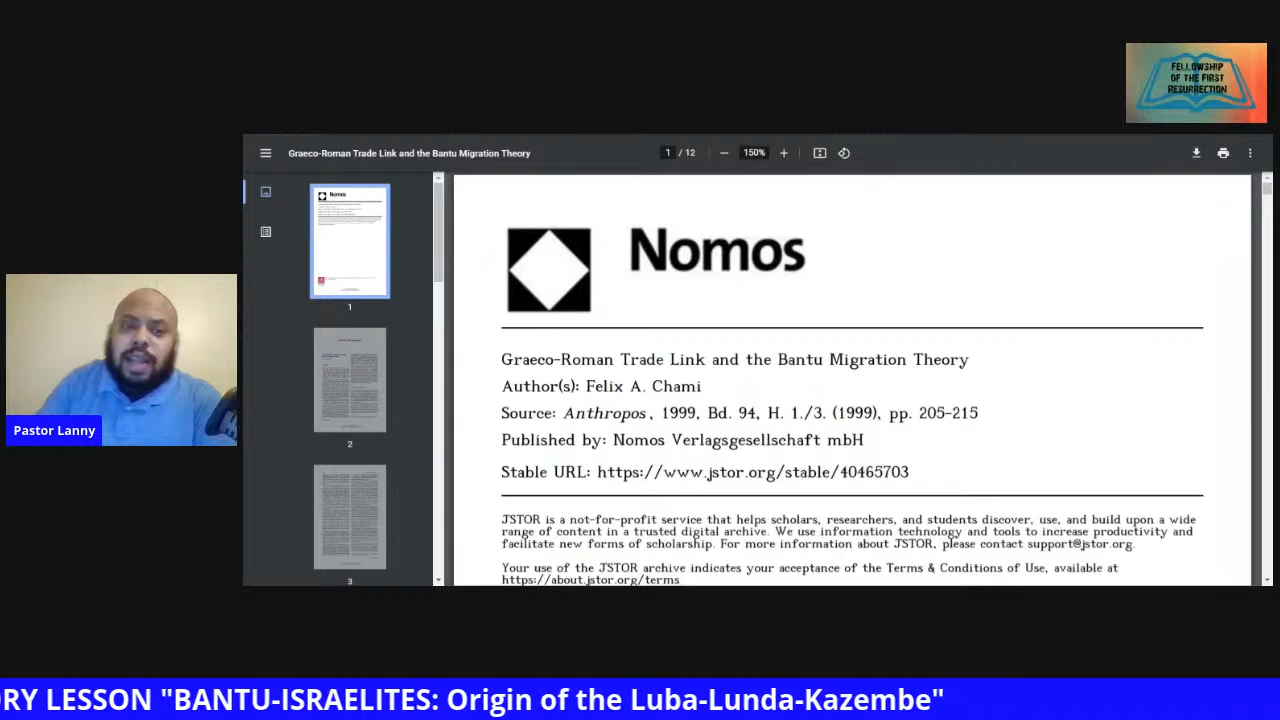 FELLOWSHIP
OF THE FIRST
RESURRECTION
Graeco-Roman Trade Link and the Bantu Migration Theory
1 / 12
150%
Nomos
1
2
3
Nomos
Graeco-Roman Trade Link and the Bantu Migration Theory
Author(s): Felix A. Chami
Source: Anthropos, 1999, Bd. 94, H. 1./3. (1999), pp. 205-215
Published by: Nomos Verlagsgesellschaft mbH
Stable URL: https://www.jstor.org/stable/40465703
JSTOR is a not-for-profit service that helps scholars, researchers, and students discover, use, and build upon a wide
range of content in a trusted digital archive. We use information technology and tools to increase productivity and
facilitate new forms of scholarship. For more information about JSTOR, please contact support@jstor.org.
Your use of the JSTOR archive indicates your acceptance of the Terms & Conditions of Use, available at
https://about.jstor.org/terms
Pastor Lanny
ORY LESSON "BANTU-ISRAELITES: Origin of the Luba-Lunda-Kazembe"